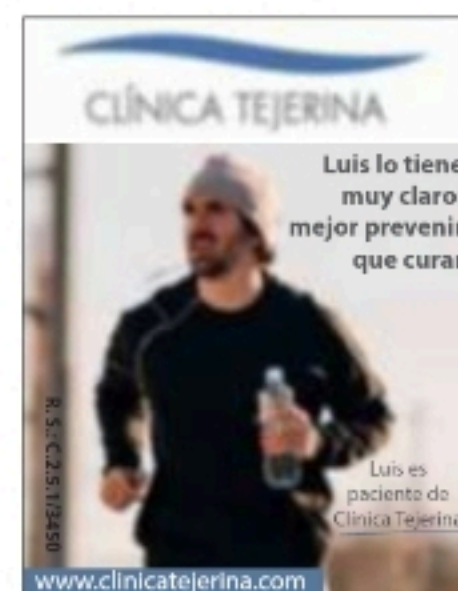 CLÍNICA TEJERINA
Luis lo tiene
muy claro
mejor prevenir
que curar
Luis es
paciente de
Clínica Tejerina
R. S.: C.2.5.1/3450
www.clinicatejerina.com